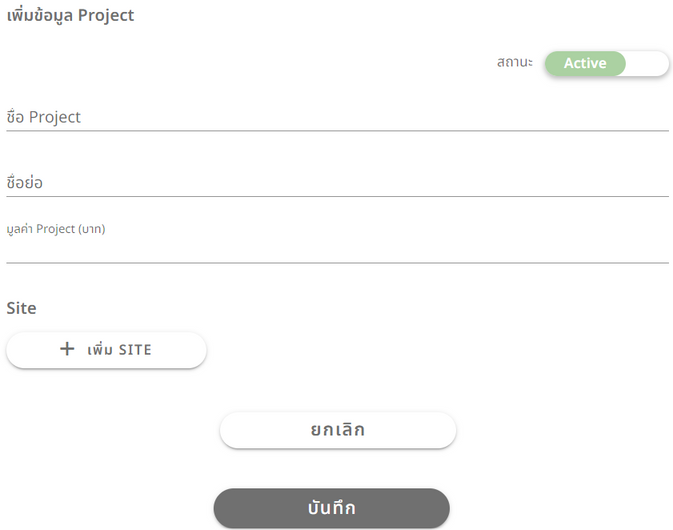 เพิ่มข้อมูล Project
สถานะ Active
ชื่อ Project
ชื่อย่อ
มูลค่า Project (บาท)
Site
+ เพิ่ม SITE
ยกเลิก
บันทึก